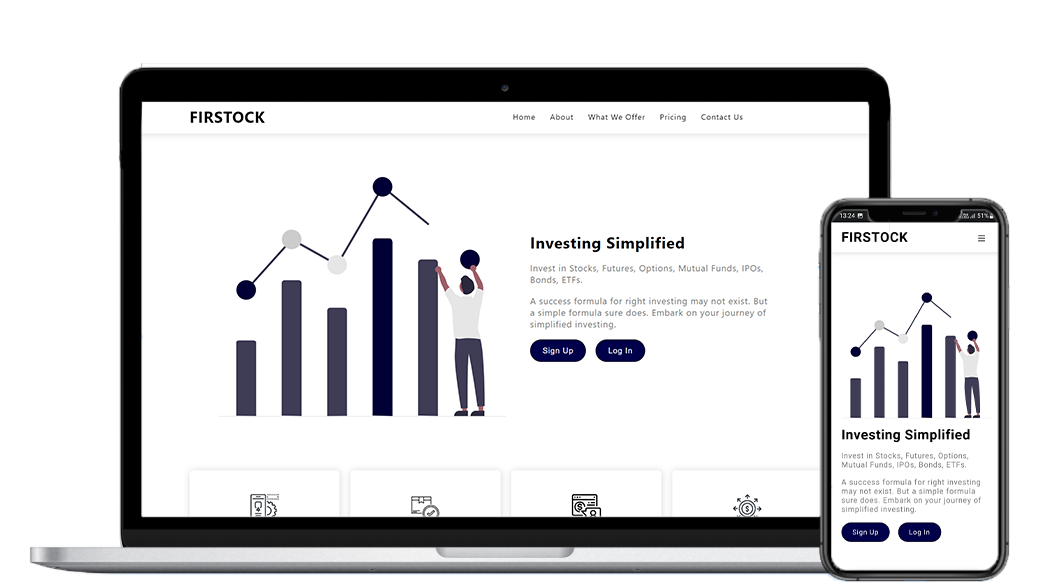 FIRSTOCK
Home About What We Offer Pricing Contact Us
Investing Simplified
Invest in Stocks, Futures, Options, Mutual Funds, IPOs,
Bonds, ETFs.
A success formula for right investing may not exist. But
a simple formula sure does. Embark on your journey of
simplified investing.
Sign Up Log In
13:24 51%
FIRSTOCK
Investing Simplified
Invest in Stocks, Futures, Options,
Mutual Funds, IPOs, Bonds, ETFs.
A success formula for right investing
may not exist. But a simple formula
sure does. Embark on your journey of
simplified investing.
Sign Up Log In